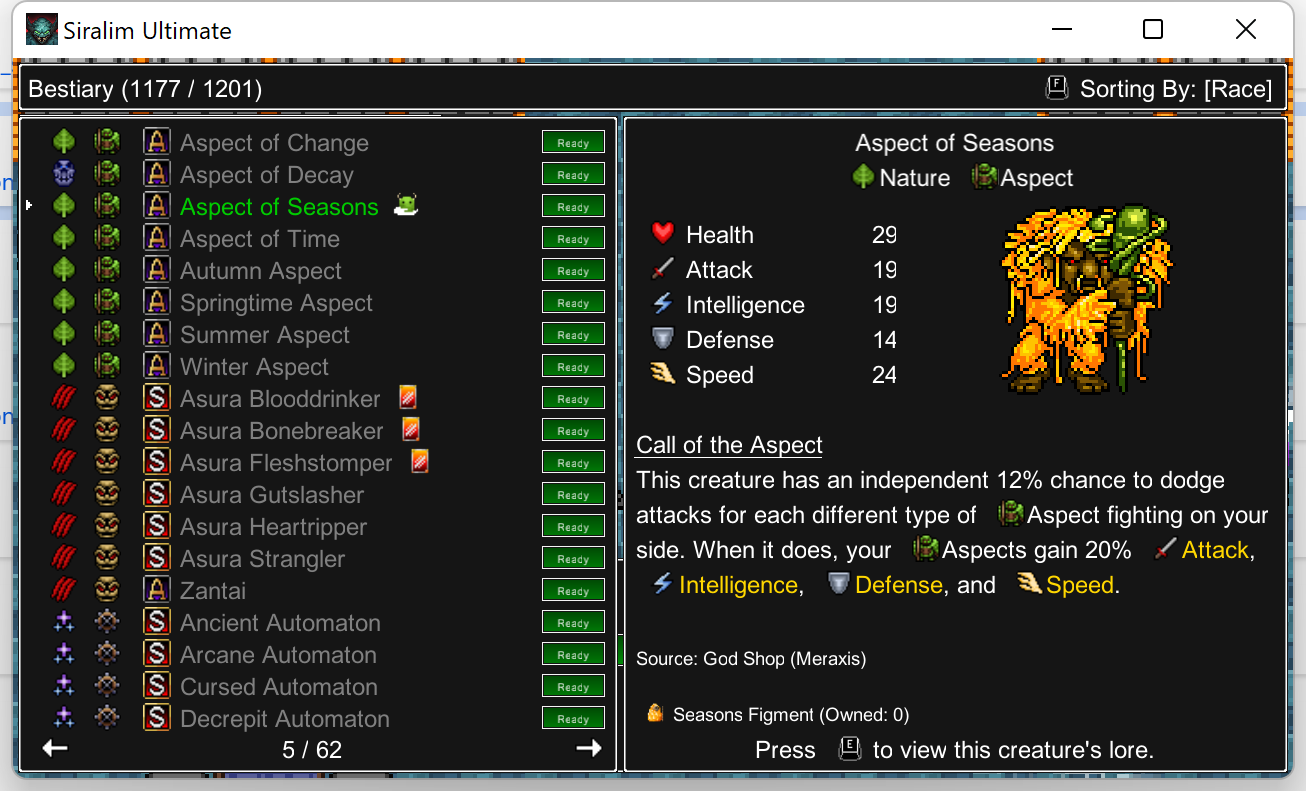 Siralim Ultimate
Bestiary (1177 / 1201)
F Sorting By: [Race]
A Aspect of Change Ready
A Aspect of Decay Ready
A Aspect of Seasons Ready
A Aspect of Time Ready
A Autumn Aspect Ready
A Springtime Aspect Ready
A Summer Aspect Ready
A Winter Aspect Ready
S Asura Blooddrinker Ready
S Asura Bonebreaker Ready
S Asura Fleshstomper Ready
S Asura Gutslasher Ready
S Asura Heartripper Ready
S Asura Strangler Ready
A Zantai Ready
S Ancient Automaton Ready
S Arcane Automaton Ready
S Cursed Automaton Ready
S Decrepit Automaton Ready
5 / 62
Aspect of Seasons
Nature Aspect
Health 29
Attack 19
Intelligence 19
Defense 14
Speed 24
Call of the Aspect
This creature has an independent 12% chance to dodge
attacks for each different type of Aspect fighting on your
side. When it does, your Aspects gain 20% Attack,
Intelligence, Defense, and Speed.
Source: God Shop (Meraxis)
Seasons Figment (Owned: 0)
Press E to view this creature's lore.